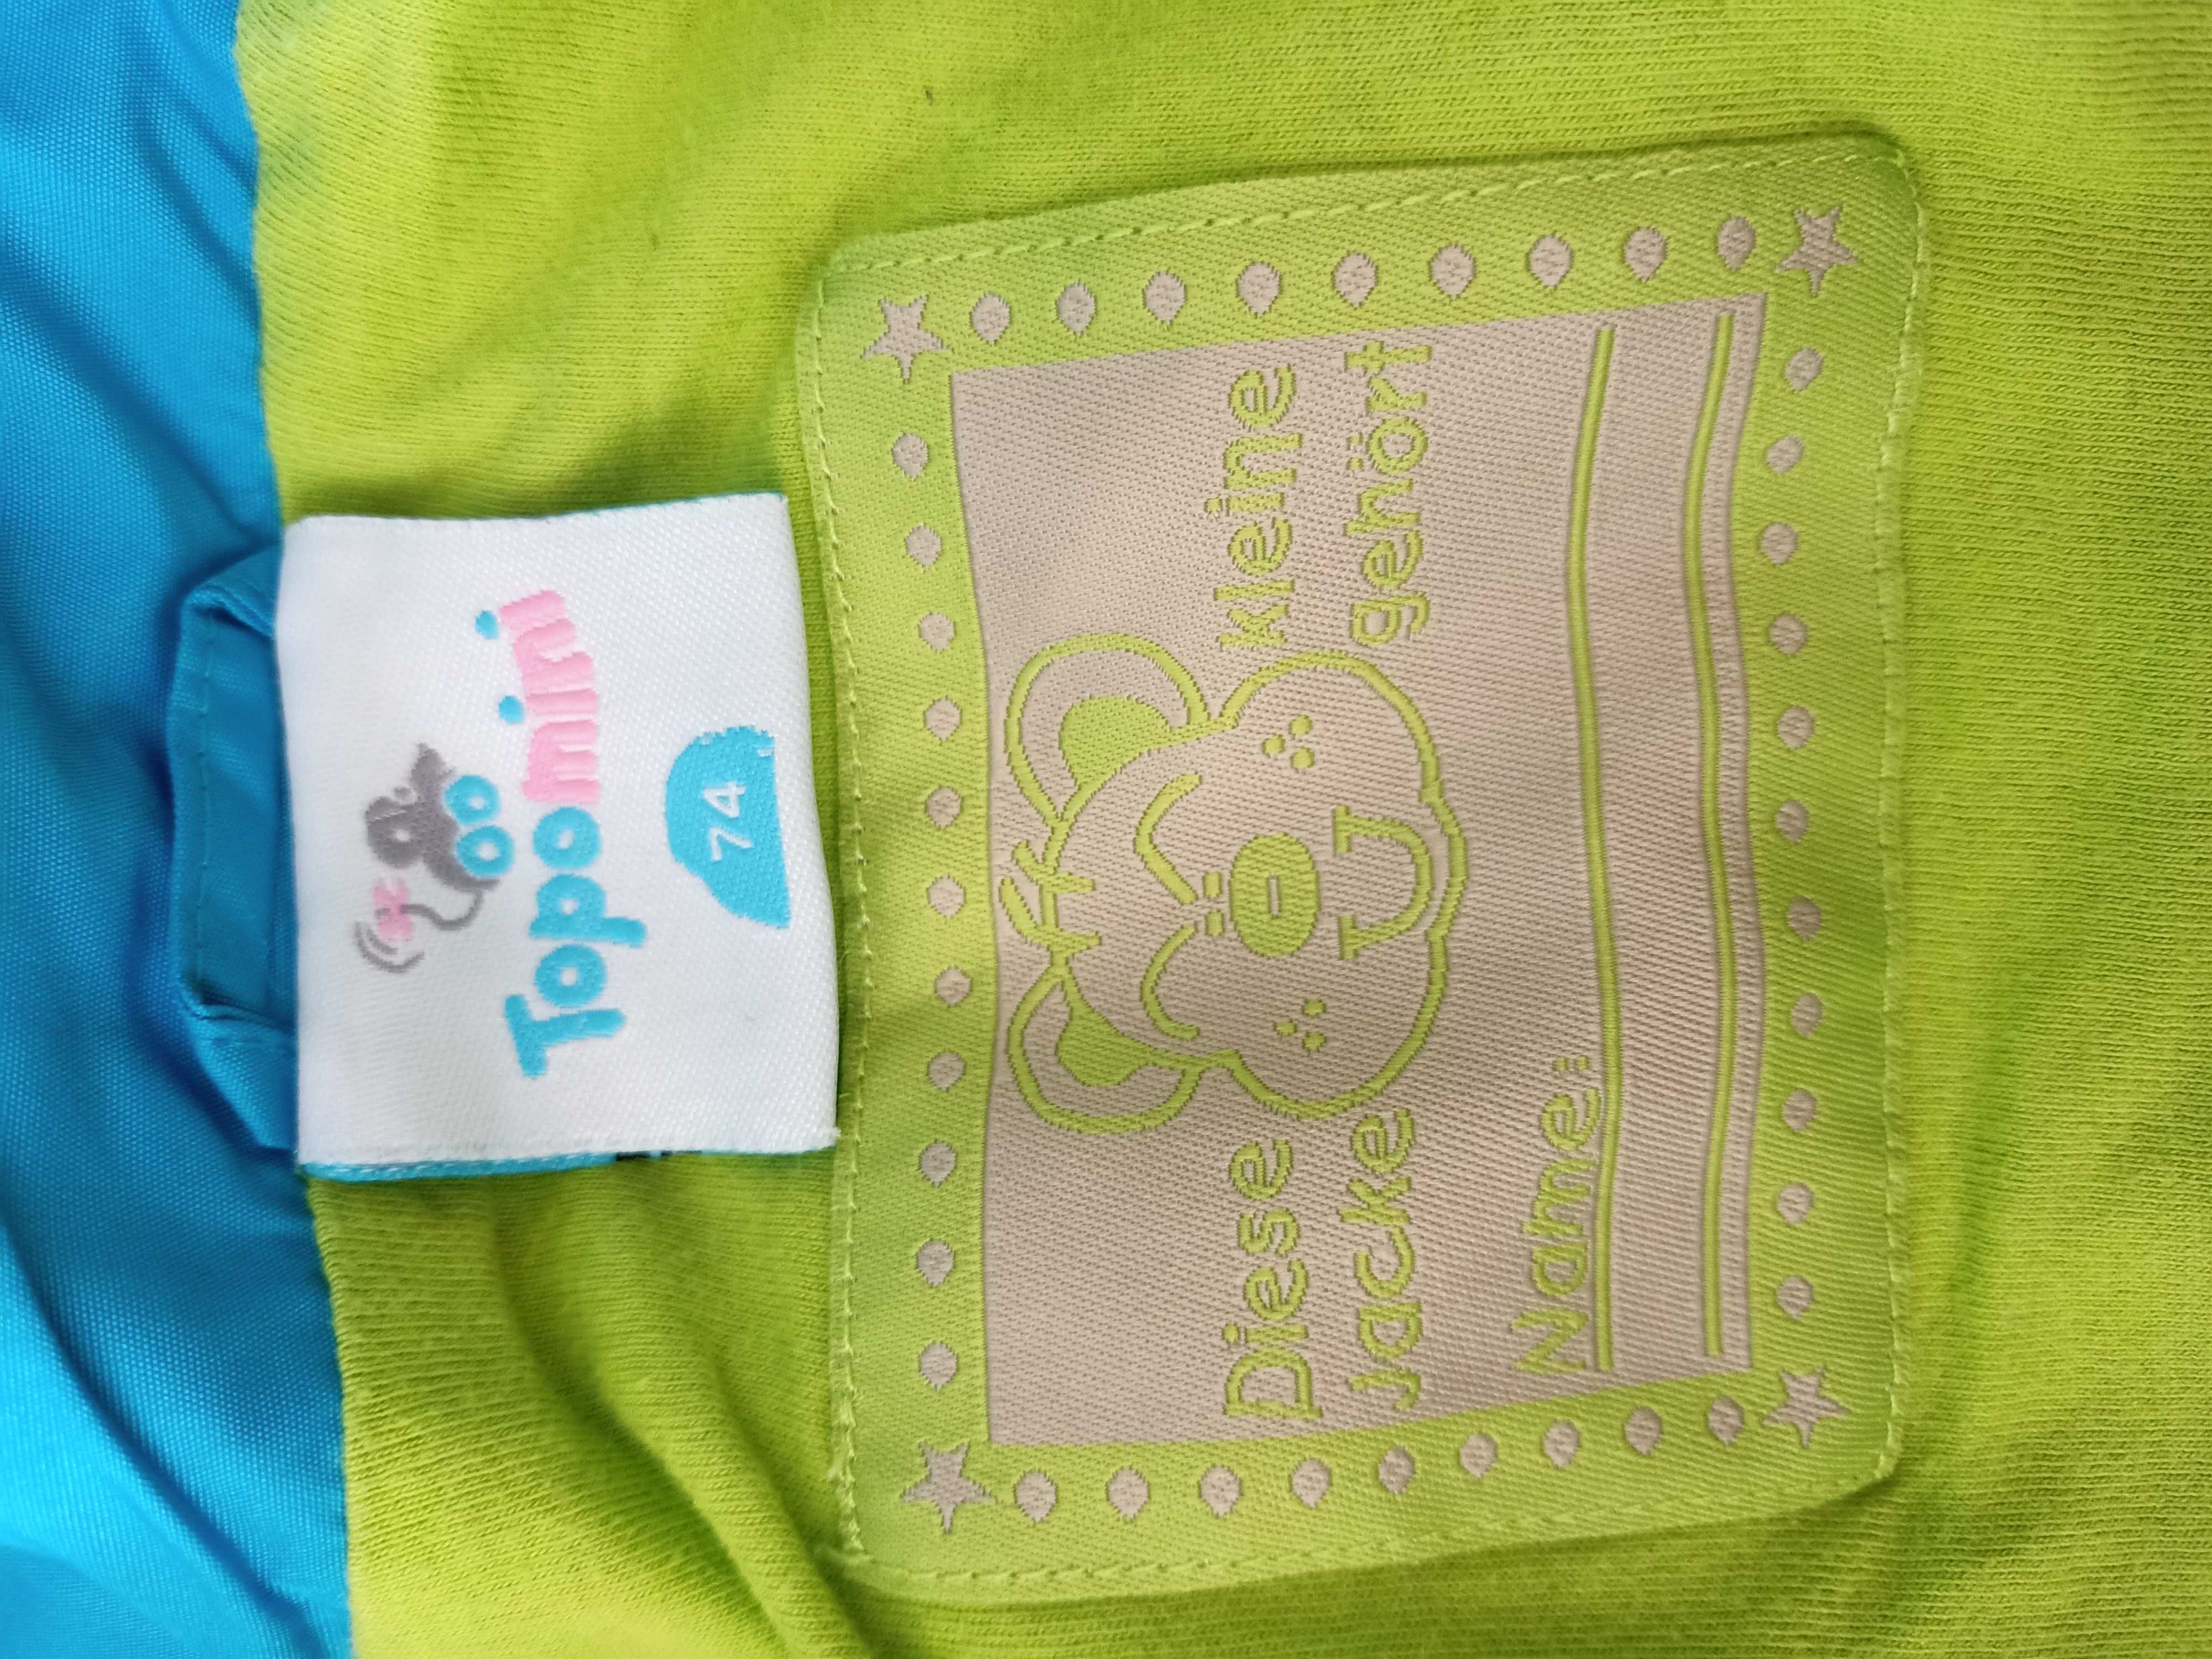 Topomini
74
Diese kleine
Jacke gehört
Name: